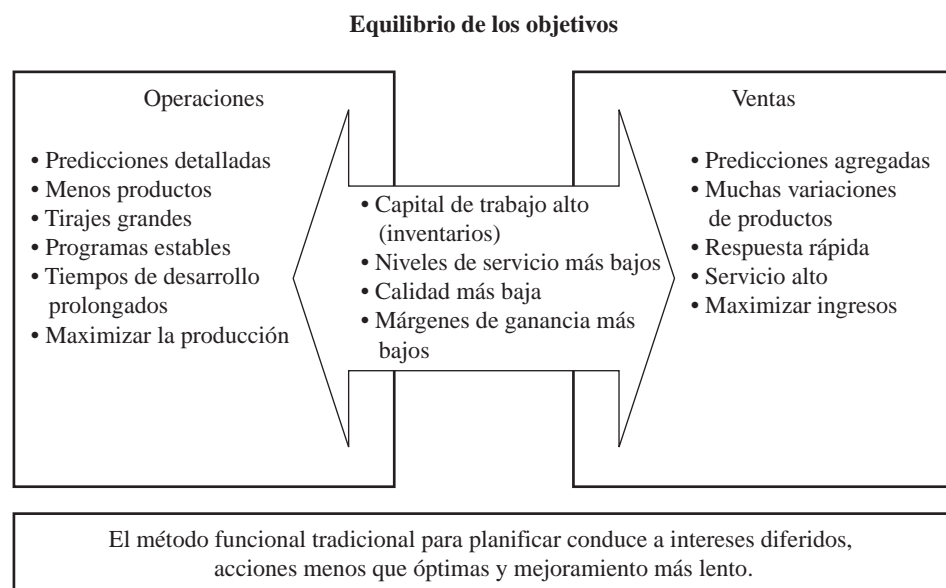 Equilibrio de los objetivos
Operaciones
• Predicciones detalladas
• Menos productos
• Tirajes grandes
• Programas estables
• Tiempos de desarrollo
prolongados
• Maximizar la producción
• Capital de trabajo alto
(inventarios)
• Niveles de servicio más bajos
• Calidad más baja
• Márgenes de ganancia más
bajos
Ventas
• Predicciones agregadas
• Muchas variaciones
de productos
• Respuesta rápida
• Servicio alto
• Maximizar ingresos
El método funcional tradicional para planificar conduce a intereses diferidos,
acciones menos que óptimas y mejoramiento más lento.